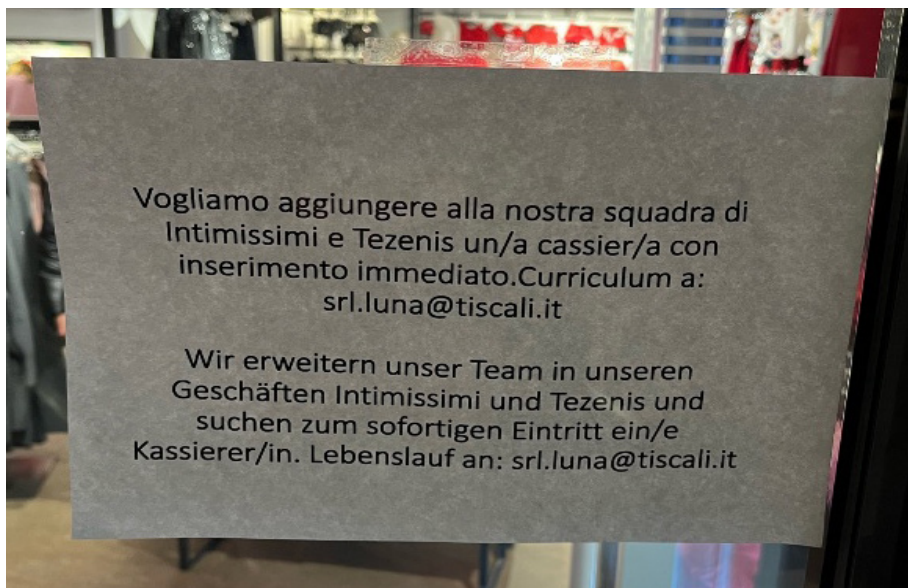 Vogliamo aggiungere alla nostra squadra di
Intimissimi e Tezenis un/a cassier/a con
inserimento immediato.Curriculum a:
srl.luna@tiscali.it
Wir erweitern unser Team in unseren
Geschäften Intimissimi und Tezenis und
suchen zum sofortigen Eintritt ein/e
Kassierer/in. Lebenslauf an: srl.luna@tiscali.it